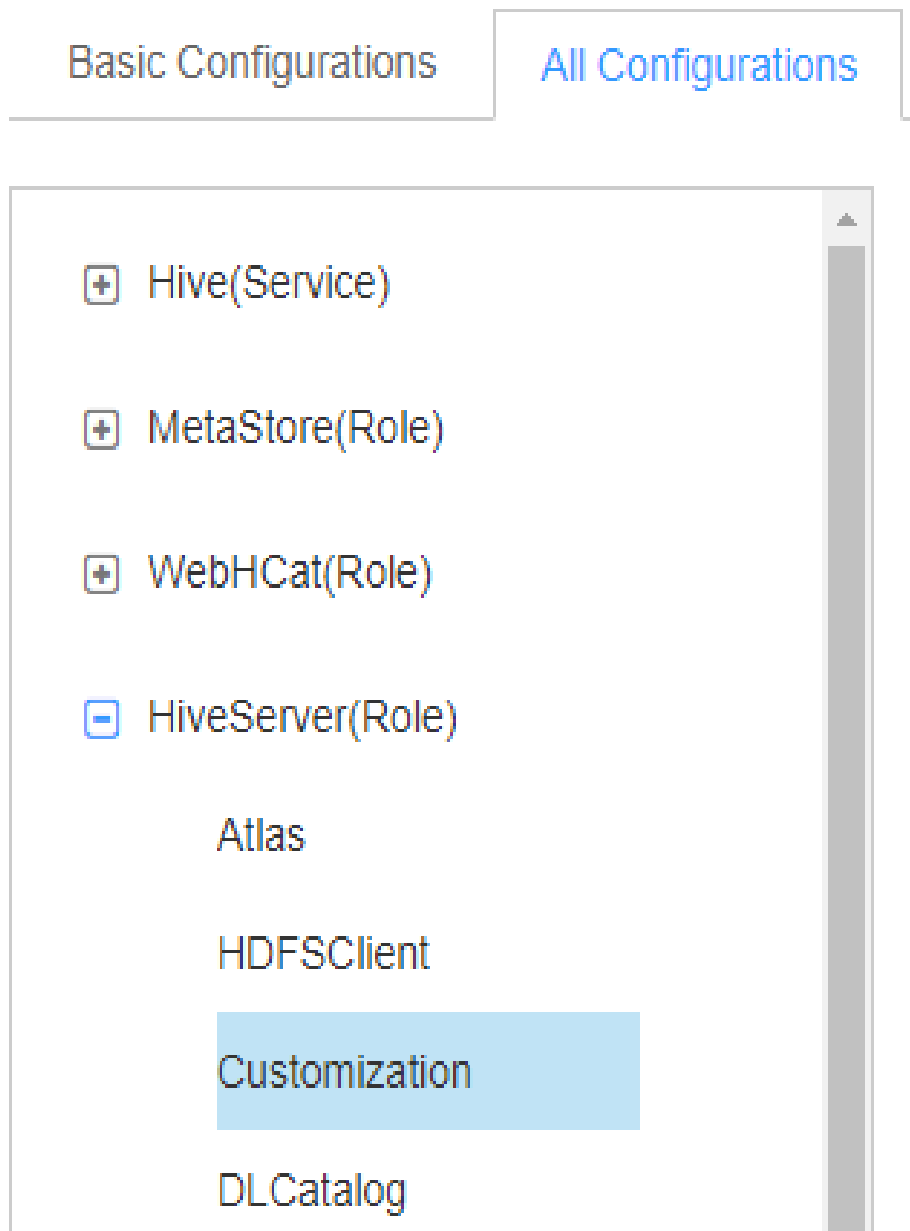 Basic Configurations All Configurations
Hive(Service)
MetaStore(Role)
WebHCat(Role)
HiveServer(Role)
Atlas
HDFSClient
Customization
DLCatalog